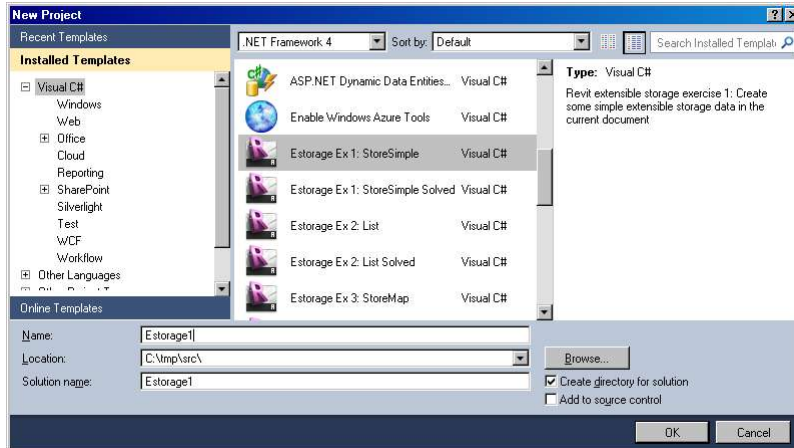 New Project
Recent Templates
Installed Templates
Visual C#
Windows
Web
Office
Cloud
Reporting
SharePoint
Silverlight
Test
WCF
Workflow
Other Languages
Online Templates
.NET Framework 4
Sort by: Default
Search Installed Templat
ASP.NET Dynamic Data Entities... Visual C#
Enable Windows Azure Tools Visual C#
Estorage Ex 1: StoreSimple Visual C#
Estorage Ex 1: StoreSimple Solved Visual C#
Estorage Ex 2: List Visual C#
Estorage Ex 2: List Solved Visual C#
Estorage Ex 3: StoreMap Visual C#
Type: Visual C#
Revit extensible storage exercise 1: Create
some simple extensible storage data in the
current document
Name: Estorage1
Location: C:\tmp\src\
Browse...
Solution name: Estorage1
Create directory for solution
Add to source control
OK Cancel